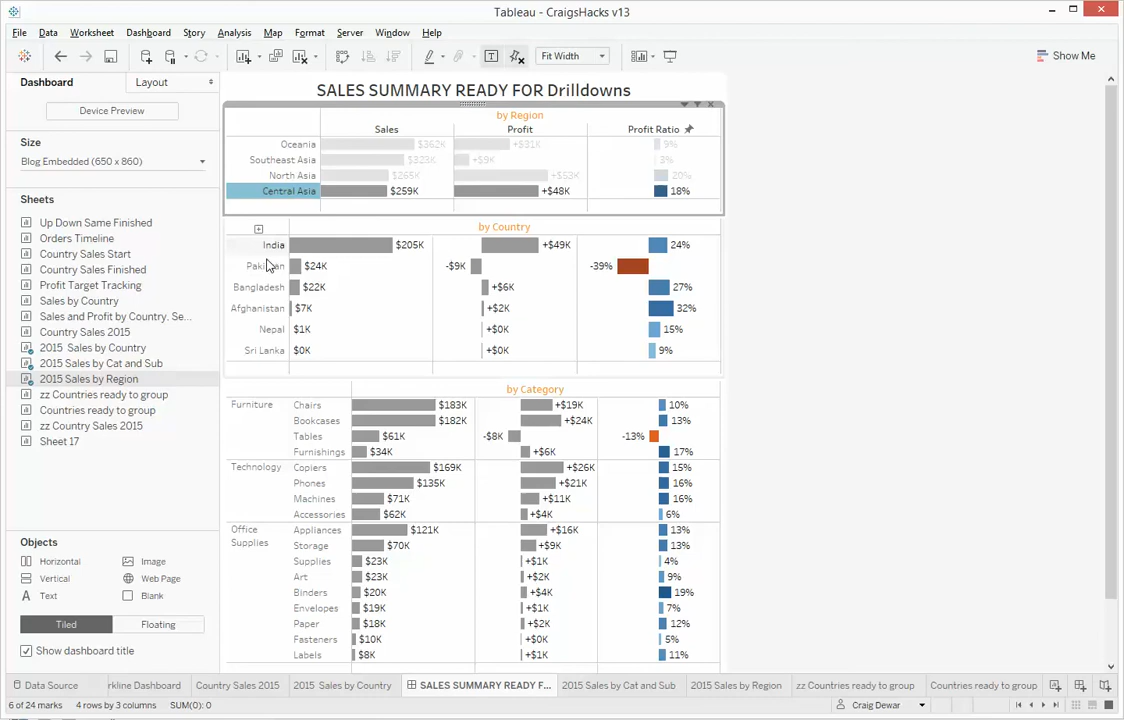 Tableau - CraigsHacks v13
File Data Worksheet Dashboard Story Analysis Map Format Server Window Help
Fit Width Show Me
Dashboard Layout
Device Preview
Size
Blog Embedded (650 x 860)
Sheets
Up Down Same Finished
Orders Timeline
Country Sales Start
Country Sales Finished
Profit Target Tracking
Sales by Country
Sales and Profit by Country, Se...
Country Sales 2015
2015 Sales by Country
2015 Sales by Cat and Sub
2015 Sales by Region
zz Countries ready to group
Countries ready to group
zz Country Sales 2015
Sheet 17
Objects
Horizontal Image
Vertical Web Page
Text Blank
Tiled Floating
Show dashboard title
SALES SUMMARY READY FOR Drilldowns
by Region
Sales Profit Profit Ratio
Oceania $362K +$31K 9%
Southeast Asia $323K +$9K 3%
North Asia $265K +$53K 20%
Central Asia $259K +$48K 18%
by Country
India $205K +$49K 24%
Pakistan $24K -$9K -39%
Bangladesh $22K +$6K 27%
Afghanistan $7K +$2K 32%
Nepal $1K +$0K 15%
Sri Lanka $0K +$0K 9%
by Category
Furniture Chairs $183K +$19K 10%
Bookcases $182K +$24K 13%
Tables $61K -$8K -13%
Furnishings $34K +$6K 17%
Technology Copiers $169K +$26K 15%
Phones $135K +$21K 16%
Machines $71K +$11K 16%
Accessories $62K +$4K 6%
Office Supplies Appliances $121K +$16K 13%
Storage $70K +$9K 13%
Supplies $23K +$1K 4%
Art $23K +$2K 9%
Binders $20K +$4K 19%
Envelopes $19K +$1K 7%
Paper $18K +$2K 12%
Fasteners $10K +$0K 5%
Labels $8K +$1K 11%
Data Source rkline Dashboard Country Sales 2015 2015 Sales by Country SALES SUMMARY READY F... 2015 Sales by Cat and Sub 2015 Sales by Region zz Countries ready to group Countries ready to group
6 of 24 marks 4 rows by 3 columns SUM(0): 0 Craig Dewar